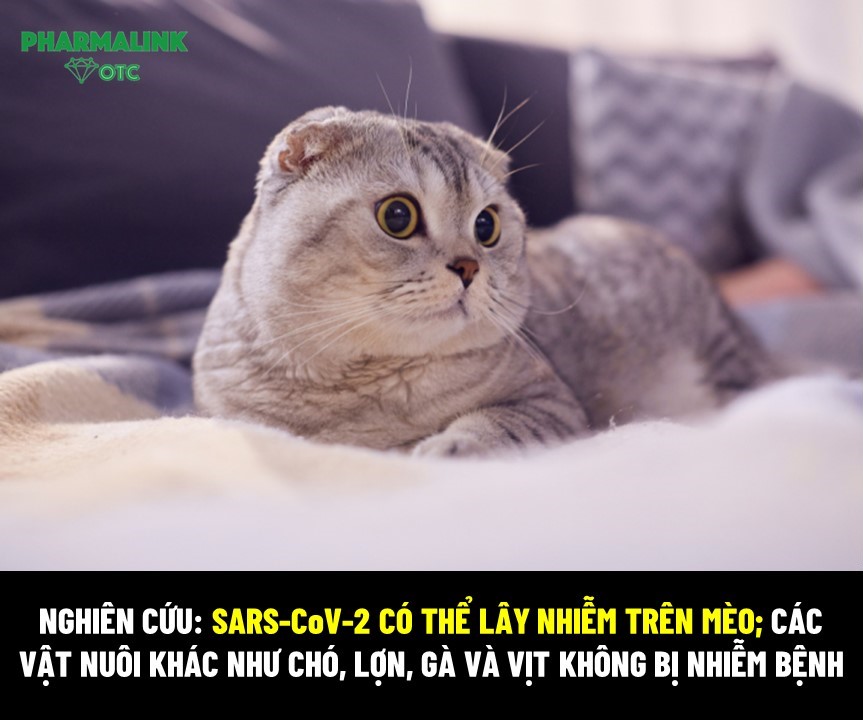 PHARMALINK
OTC
NGHIÊN CỨU: SARS-CoV-2 CÓ THỂ LÂY NHIỄM TRÊN MÈO; CÁC
VẬT NUÔI KHÁC NHƯ CHÓ, LỢN, GÀ VÀ VỊT KHÔNG BỊ NHIỄM BỆNH